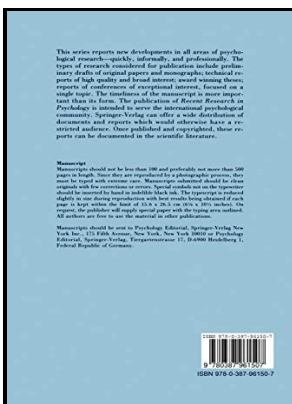 This series reports new developments in all areas of psycho-
logical research—quickly, informally, and professionally. The
types of research considered for publication include prelim-
inary drafts of original papers and monographs; technical re-
ports of high quality and broad interest; award winning theses;
reports of conferences of exceptional interest, focused on a
single topic. The timeliness of the manuscript is more impor-
tant than its form. The publication of Recent Research in
Psychology is intended to serve the international psychological
community. Springer-Verlag can offer a wide distribution of
documents and reports which would otherwise have a re-
stricted audience. Once published and copyrighted, these re-
ports can be documented in the scientific literature.
Manuscript
Manuscripts should not be less than 100 and preferably not more than 500
pages in length. Since they are reproduced by a photographic process, they
must be typed with extreme care. Manuscripts submitted should be clean
originals with few corrections or errors. Special symbols not on the typewriter
should be inserted by hand in indelible black ink. The typescript is reduced
slightly in size during reproduction with best results being obtained if each
page is kept within the limit of 15.8 x 26.5 cm (6¼ x 10½ inches). On
request, the publisher will supply special paper with the typing area outlined.
All authors are free to use the material in other publications.
Manuscripts should be sent to Psychology Editorial, Springer-Verlag New
York Inc., 175 Fifth Avenue, New York, New York 10010 or Psychology
Editorial, Springer-Verlag, Tiergartenstrasse 17, D-6900 Heidelberg 1,
Federal Republic of Germany.
ISBN 978-0-387-96150-7
9 780387 961507
ISBN 978-0-387-96150-7